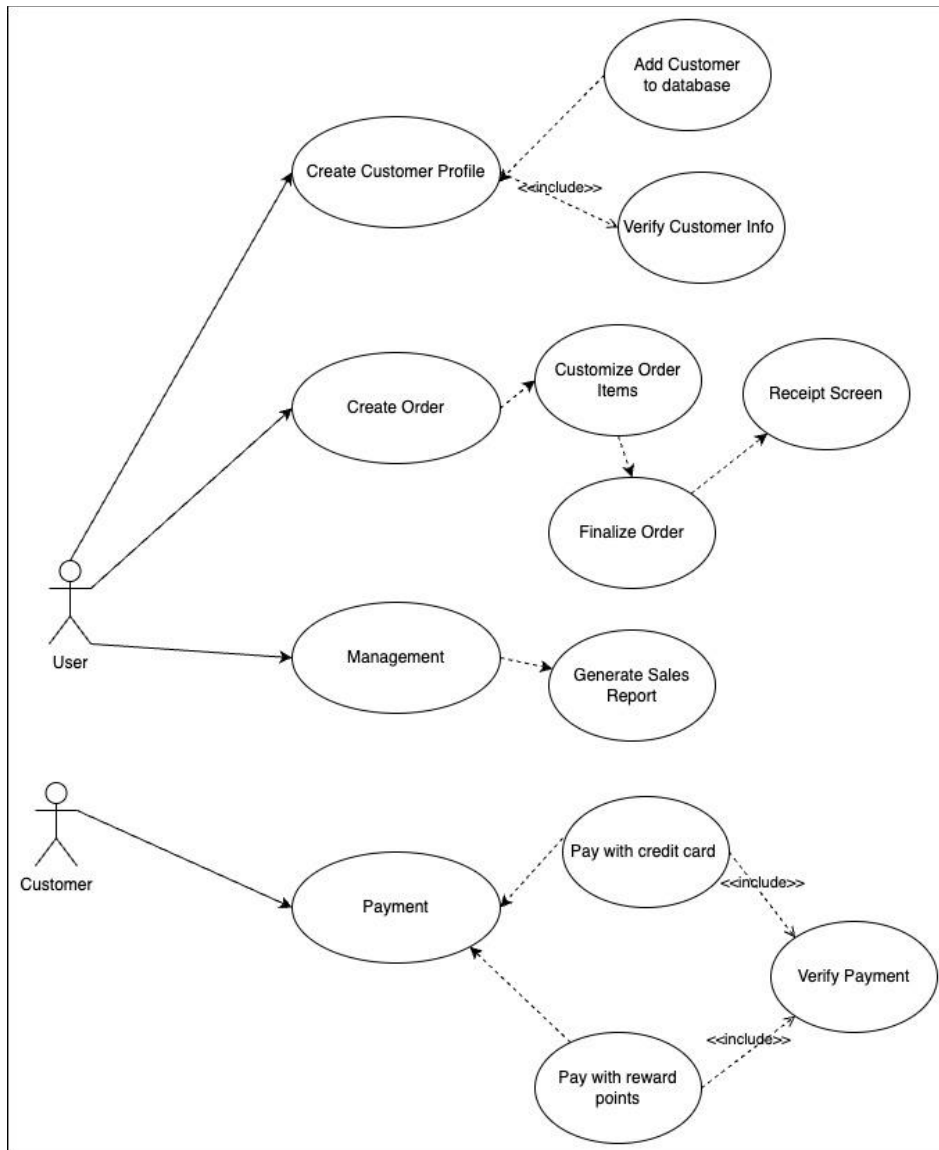 Add Customer
to database
Create Customer Profile
<<include>>
Verify Customer Info
Customize Order
Items
Receipt Screen
Create Order
Finalize Order
User
Management
Generate Sales
Report
Customer
Pay with credit card
<<include>>
Payment
Verify Payment
<<include>>
Pay with reward
points